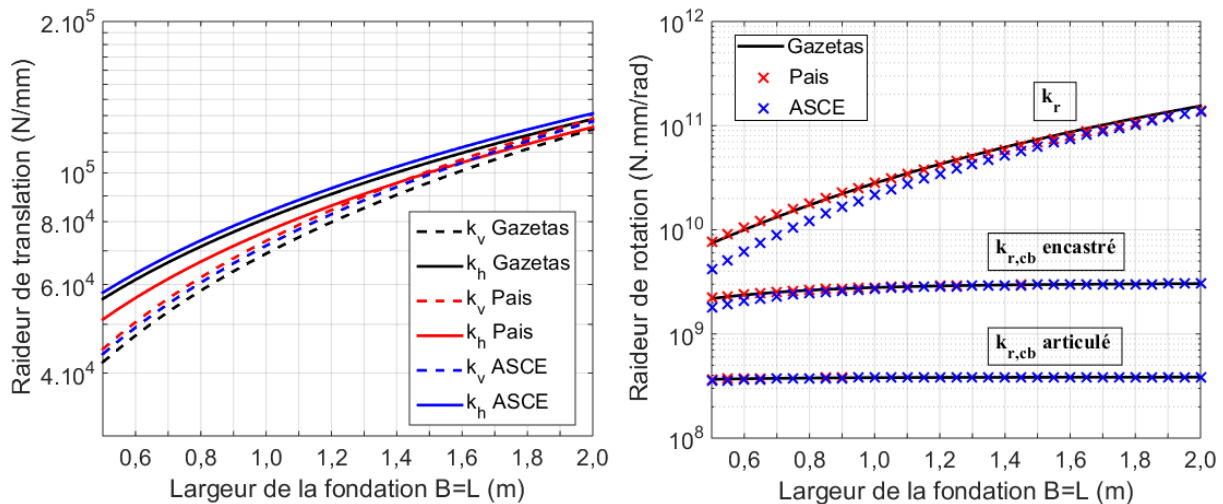 2.10⁵
10⁵
8.10⁴
6.10⁴
4.10⁴
Raideur de translation (N/mm)
k_v Gazetas
k_h Gazetas
k_v Pais
k_h Pais
k_v ASCE
k_h ASCE
0,6 0,8 1,0 1,2 1,4 1,6 1,8 2,0
Largeur de la fondation B=L (m)
10¹²
10¹¹
10¹⁰
10⁹
10⁸
Raideur de rotation (N.mm/rad)
Gazetas
Pais
ASCE
k_r
k_r,cb encastré
k_r,cb articulé
0,6 0,8 1,0 1,2 1,4 1,6 1,8 2,0
Largeur de la fondation B=L (m)